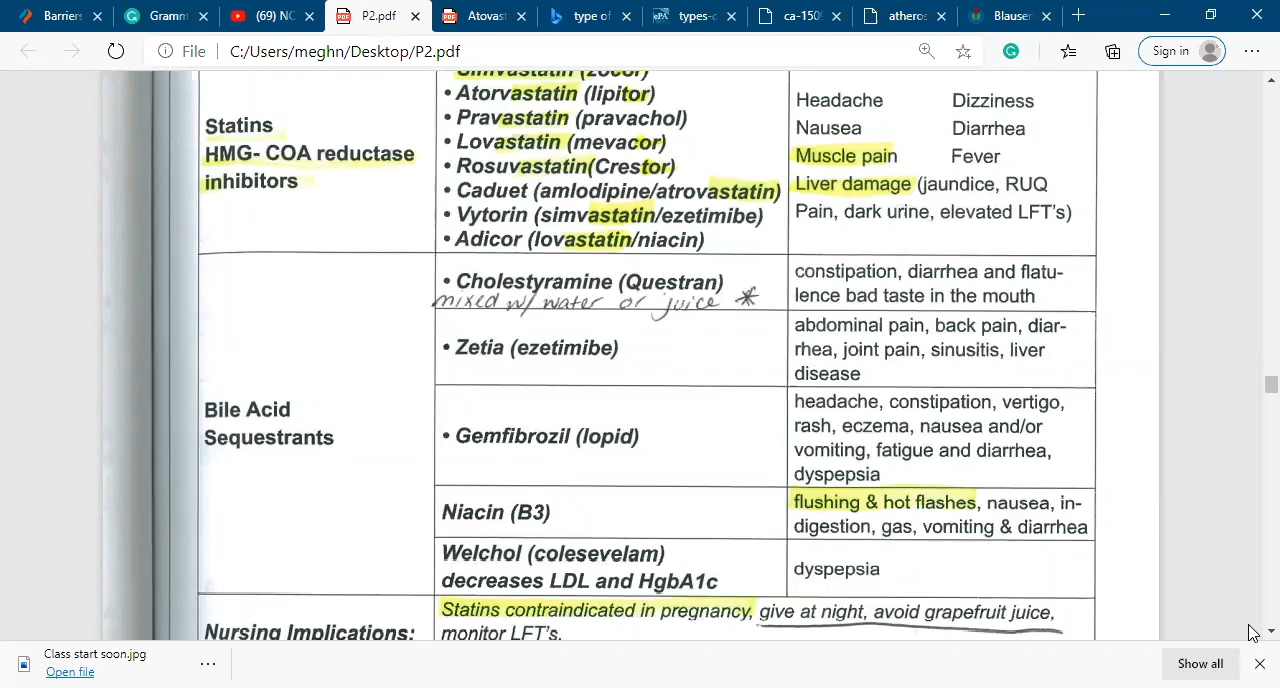 Barriers
Gramm
(69) NC
P2.pdf
Atovast
type of
ePA types-c
ca-150
atheros
Blauser
File C:/Users/meghn/Desktop/P2.pdf Sign in
Simvastatin (zocor)
• Atorvastatin (lipitor)
• Pravastatin (pravachol)
• Lovastatin (mevacor)
• Rosuvastatin(Crestor)
• Caduet (amlodipine/atrovastatin)
• Vytorin (simvastatin/ezetimibe)
• Adicor (lovastatin/niacin)
Statins
HMG- COA reductase
inhibitors
Headache Dizziness
Nausea Diarrhea
Muscle pain Fever
Liver damage (jaundice, RUQ
Pain, dark urine, elevated LFT's)
Bile Acid
Sequestrants
• Cholestyramine (Questran)
mixed w/ water or juice *
constipation, diarrhea and flatu-
lence bad taste in the mouth
• Zetia (ezetimibe)
abdominal pain, back pain, diar-
rhea, joint pain, sinusitis, liver
disease
• Gemfibrozil (lopid)
headache, constipation, vertigo,
rash, eczema, nausea and/or
vomiting, fatigue and diarrhea,
dyspepsia
Niacin (B3)
flushing & hot flashes, nausea, in-
digestion, gas, vomiting & diarrhea
Welchol (colesevelam)
decreases LDL and HgbA1c
dyspepsia
Nursing Implications:
Statins contraindicated in pregnancy, give at night, avoid grapefruit juice,
monitor LFT's.
Class start soon.jpg
Open file
Show all